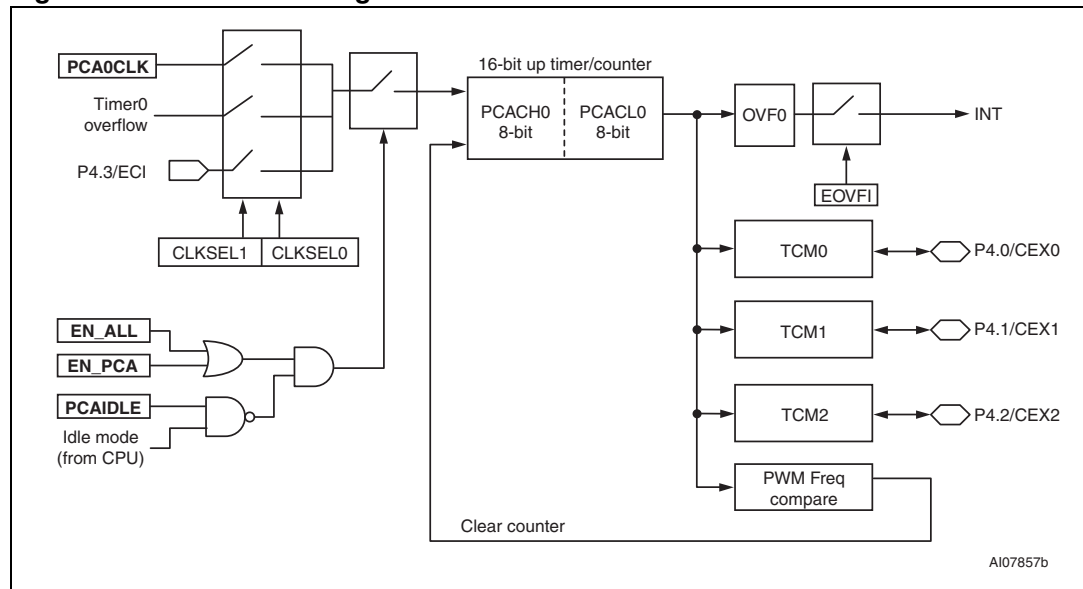 PCA0CLK
Timer0
overflow
P4.3/ECI
CLKSEL1
CLKSEL0
EN_ALL
EN_PCA
PCAIDLE
Idle mode
(from CPU)
16-bit up timer/counter
PCACH0
8-bit
PCACL0
8-bit
OVF0
INT
EOVFI
TCM0
P4.0/CEX0
TCM1
P4.1/CEX1
TCM2
P4.2/CEX2
PWM Freq
compare
Clear counter
AI07857b